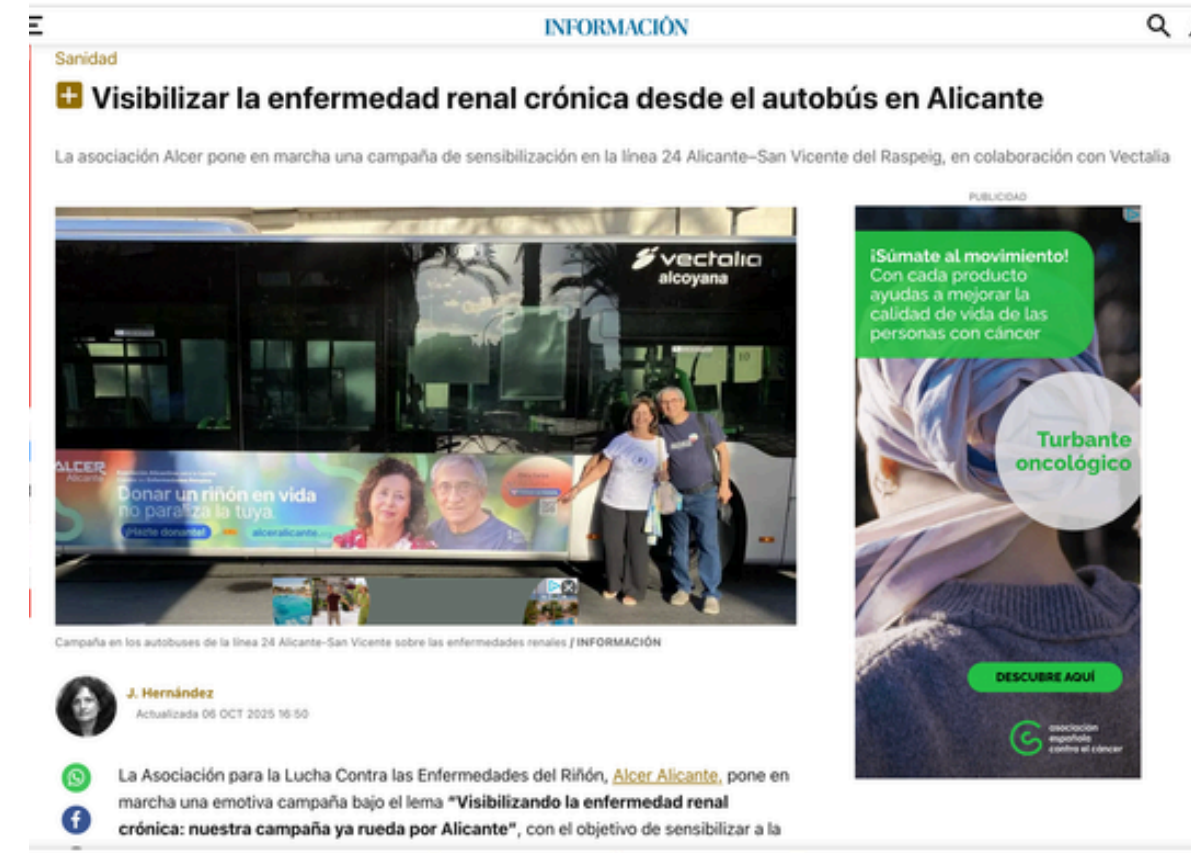 INFORMACIÓN
Sanidad
Visibilizar la enfermedad renal crónica desde el autobús en Alicante
La asociación Alcer pone en marcha una campaña de sensibilización en la línea 24 Alicante–San Vicente del Raspeig, en colaboración con Vectalia
PUBLICIDAD
vectalia
alcoyana
10
ALCER
Alicante
Donar un riñón en vida
no paraliza la tuya.
¡Hazte donante!
alceralicante.org
¡Súmate al movimiento!
Con cada producto
ayudas a mejorar la
calidad de vida de las
personas con cáncer
Turbante
oncológico
DESCUBRE AQUÍ
asociación
española
contra el cáncer
Campaña en los autobuses de la línea 24 Alicante-San Vicente sobre las enfermedades renales / INFORMACIÓN
J. Hernández
Actualizada 06 OCT 2025 16:50
La Asociación para la Lucha Contra las Enfermedades del Riñón, Alcer Alicante, pone en
marcha una emotiva campaña bajo el lema “Visibilizando la enfermedad renal
crónica: nuestra campaña ya rueda por Alicante”, con el objetivo de sensibilizar a la